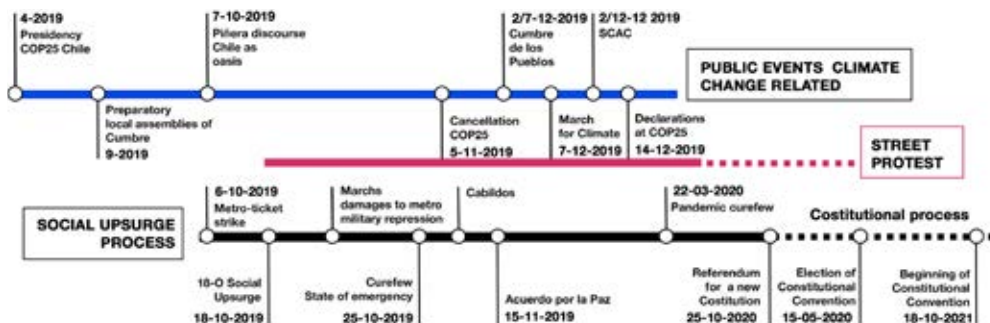 4-2019
Presidency
COP25 Chile
7-10-2019
Piñera discourse
Chile as
oasis
2/7-12-2019
Cumbre
de los
Pueblos
2/12-12 2019
SCAC
PUBLIC EVENTS CLIMATE
CHANGE RELATED
Preparatory
local assemblies of
Cumbre
9-2019
Cancellation
COP25
5-11-2019
March
for Climate
7-12-2019
Declarations
at COP25
14-12-2019
STREET
PROTEST
SOCIAL UPSURGE
PROCESS
6-10-2019
Metro-ticket
strike
Marchs
damages to metro
military repression
Cabildos
22-03-2020
Pandemic curefew
Costitutional process
18-O Social
Upsurge
18-10-2019
Curefew
State of emergency
25-10-2019
Acuerdo por la Paz
15-11-2019
Referendum
for a new
Costitution
25-10-2020
Election of
Constitutional
Convention
15-05-2020
Beginning of
Constitutional
Convention
18-10-2021